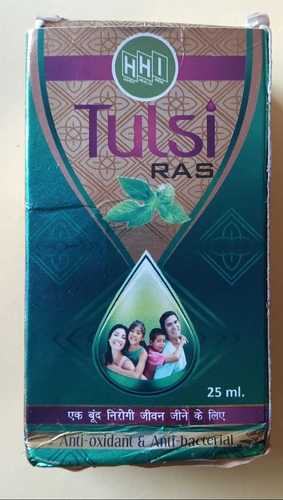 HHI
Tulsi
RAS
25 ml.
एक बूंद निरोगी जीवन जीने के लिए
Anti-oxidant & Anti-bacterial